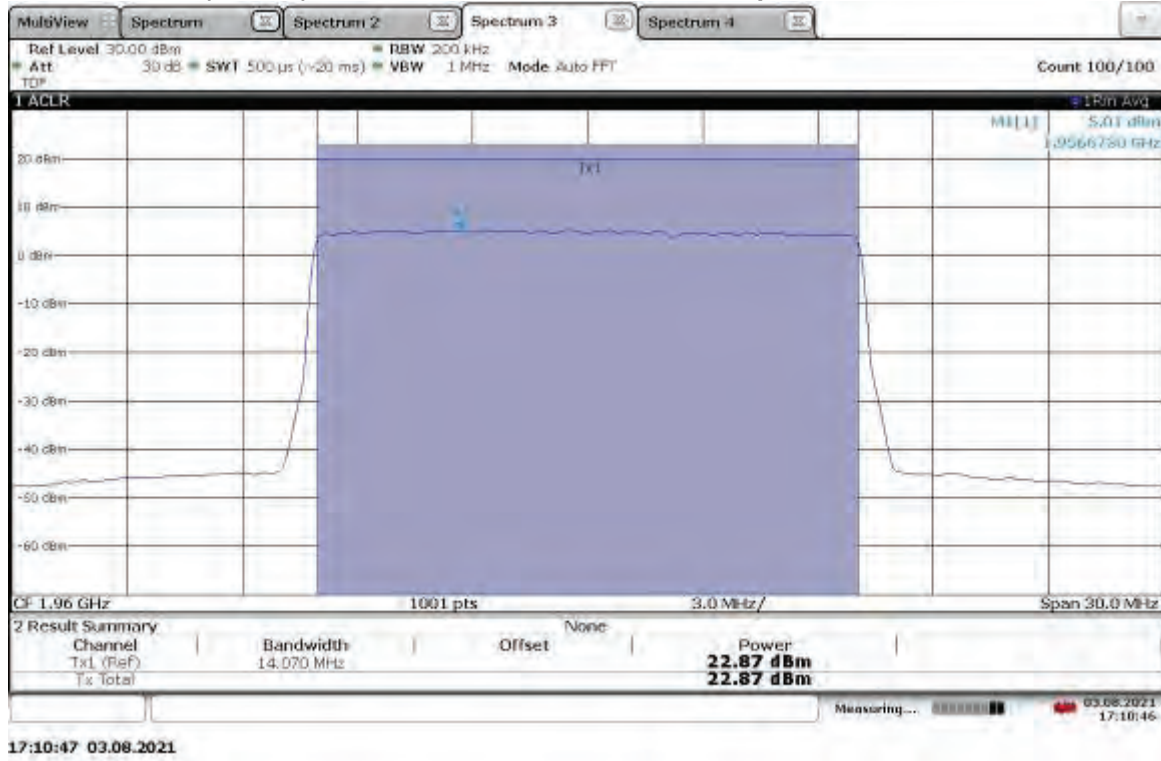 MultiView Spectrum Spectrum 2 Spectrum 3 Spectrum 4
Ref Level 30.00 dBm RBW 200 kHz
Att 30 dB SWT 500 µs (~20 ms) VBW 1 MHz Mode Auto FFT Count 100/100
TDF
1 ACLR 1Rm Avg
M1[1] 5.01 dBm
1.9566780 GHz
20 dBm
Tx1
10 dBm
0 dBm
-10 dBm
-20 dBm
-30 dBm
-40 dBm
-50 dBm
-60 dBm
CF 1.96 GHz 1001 pts 3.0 MHz/ Span 30.0 MHz
2 Result Summary None
Channel Bandwidth Offset Power
Tx1 (Ref) 14.070 MHz 22.87 dBm
Tx Total 22.87 dBm
Measuring... 03.08.2021
17:10:46
17:10:47 03.08.2021